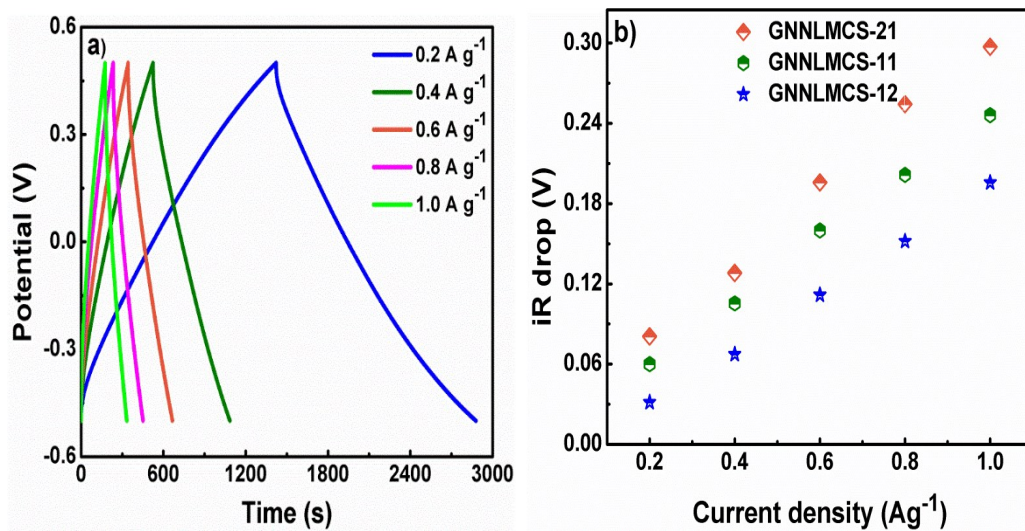 a)
0.2 A g⁻¹
0.4 A g⁻¹
0.6 A g⁻¹
0.8 A g⁻¹
1.0 A g⁻¹
0.6
0.3
0.0
-0.3
-0.6
Potential (V)
0 600 1200 1800 2400 3000
Time (s)
b)
GNNLMCS-21
GNNLMCS-11
GNNLMCS-12
0.30
0.24
0.18
0.12
0.06
0.00
iR drop (V)
0.2 0.4 0.6 0.8 1.0
Current density (Ag⁻¹)